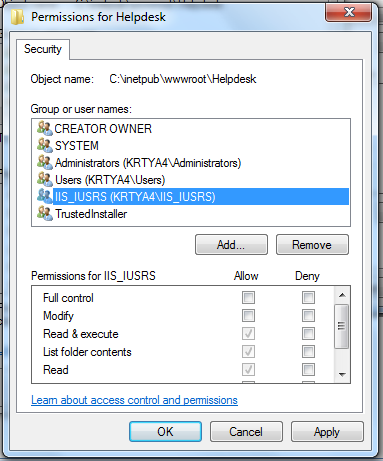 Permissions for Helpdesk
Security
Object name: C:\inetpub\wwwroot\Helpdesk
Group or user names:
CREATOR OWNER
SYSTEM
Administrators (KRTYA4\Administrators)
Users (KRTYA4\Users)
IIS_IUSRS (KRTYA4\IIS_IUSRS)
TrustedInstaller
Add... Remove
Permissions for IIS_IUSRS Allow Deny
Full control
Modify
Read & execute
List folder contents
Read
Learn about access control and permissions
OK Cancel Apply